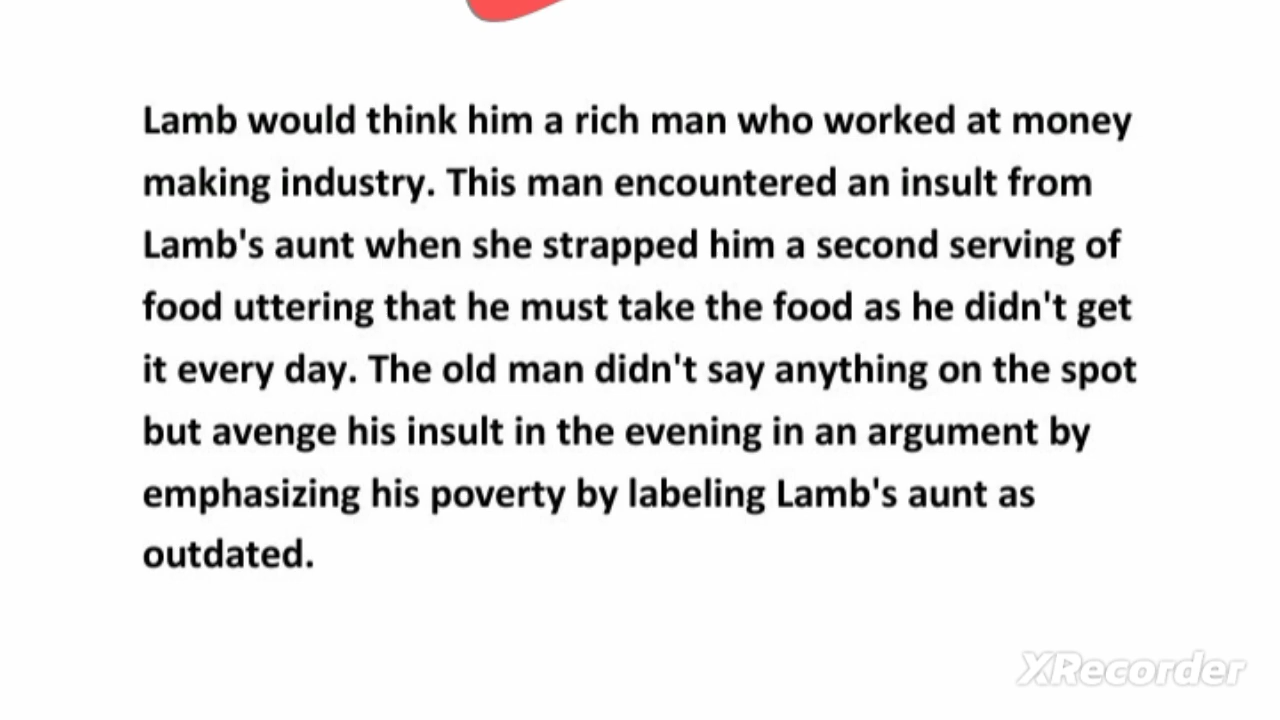 Lamb would think him a rich man who worked at money
making industry. This man encountered an insult from
Lamb's aunt when she strapped him a second serving of
food uttering that he must take the food as he didn't get
it every day. The old man didn't say anything on the spot
but avenge his insult in the evening in an argument by
emphasizing his poverty by labeling Lamb's aunt as
outdated.
XRecorder